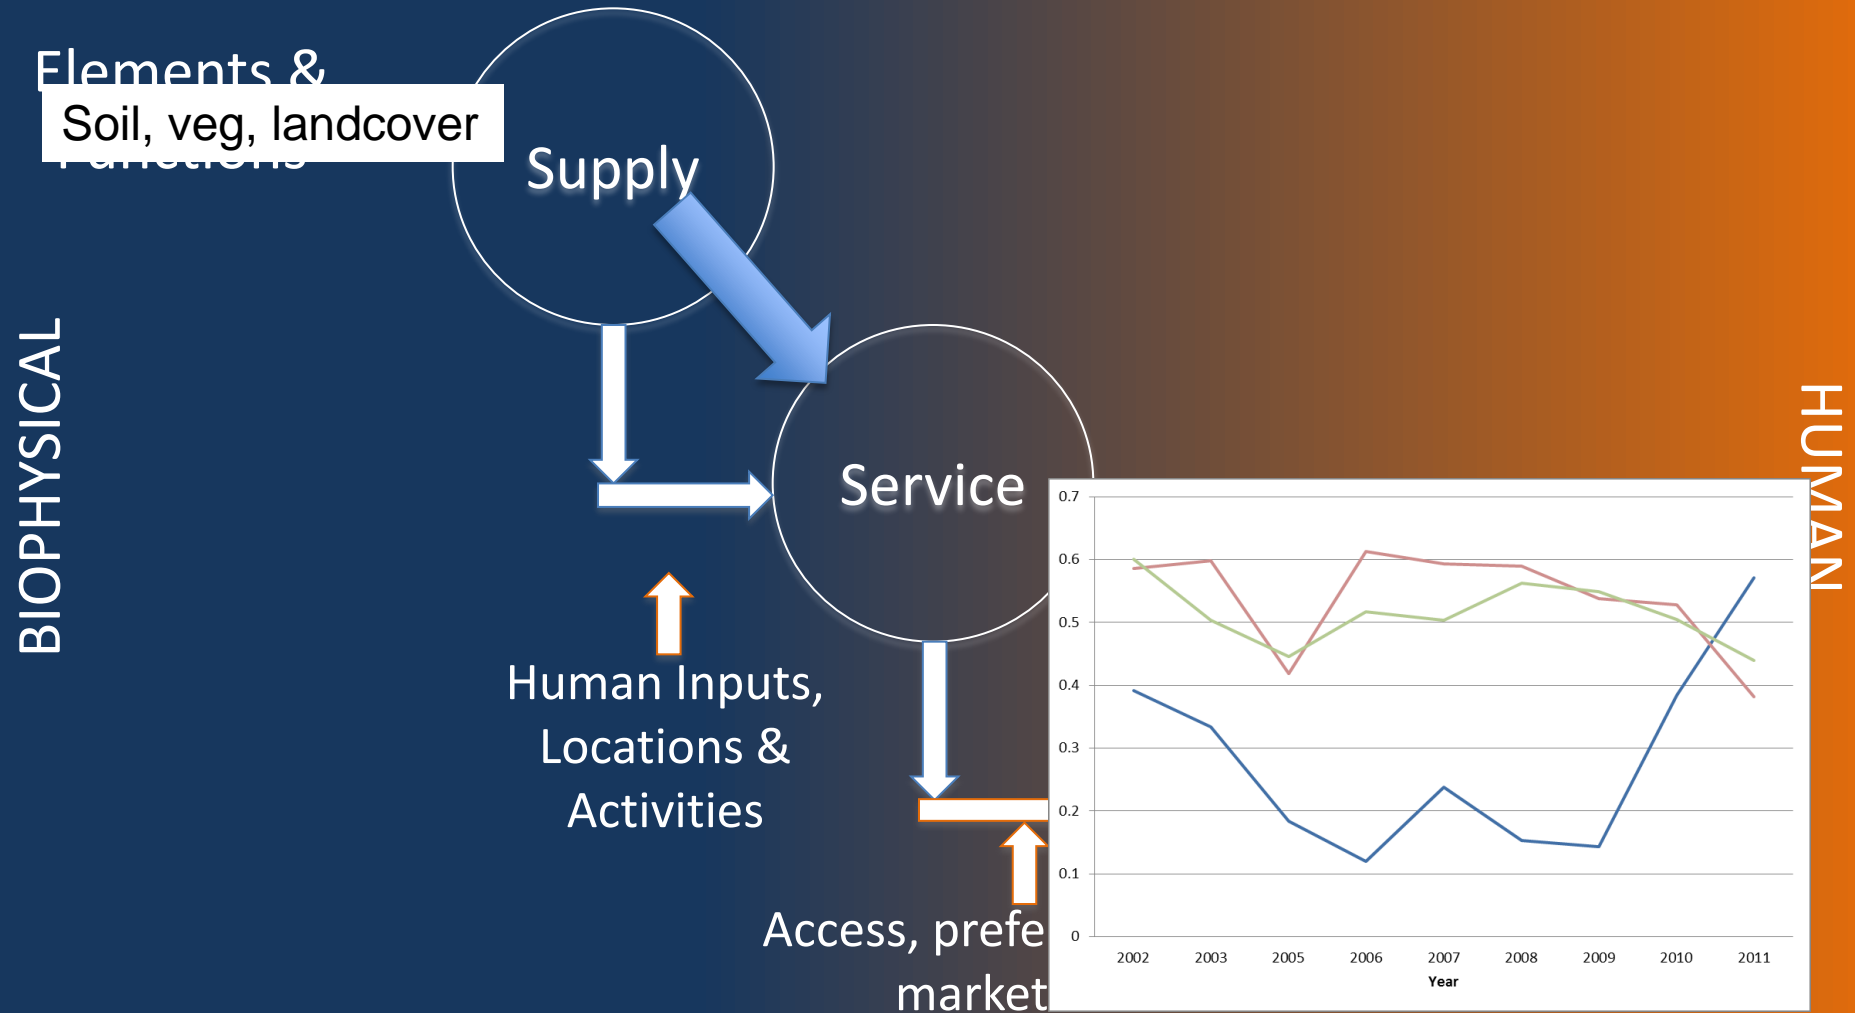 Elements &
Soil, veg, landcover
Functions
Supply
BIOPHYSICAL
HUMAN
Service
Human Inputs,
Locations &
Activities
Access, prefe
market
0.7
0.6
0.5
0.4
0.3
0.2
0.1
0
2002 2003 2005 2006 2007 2008 2009 2010 2011
Year